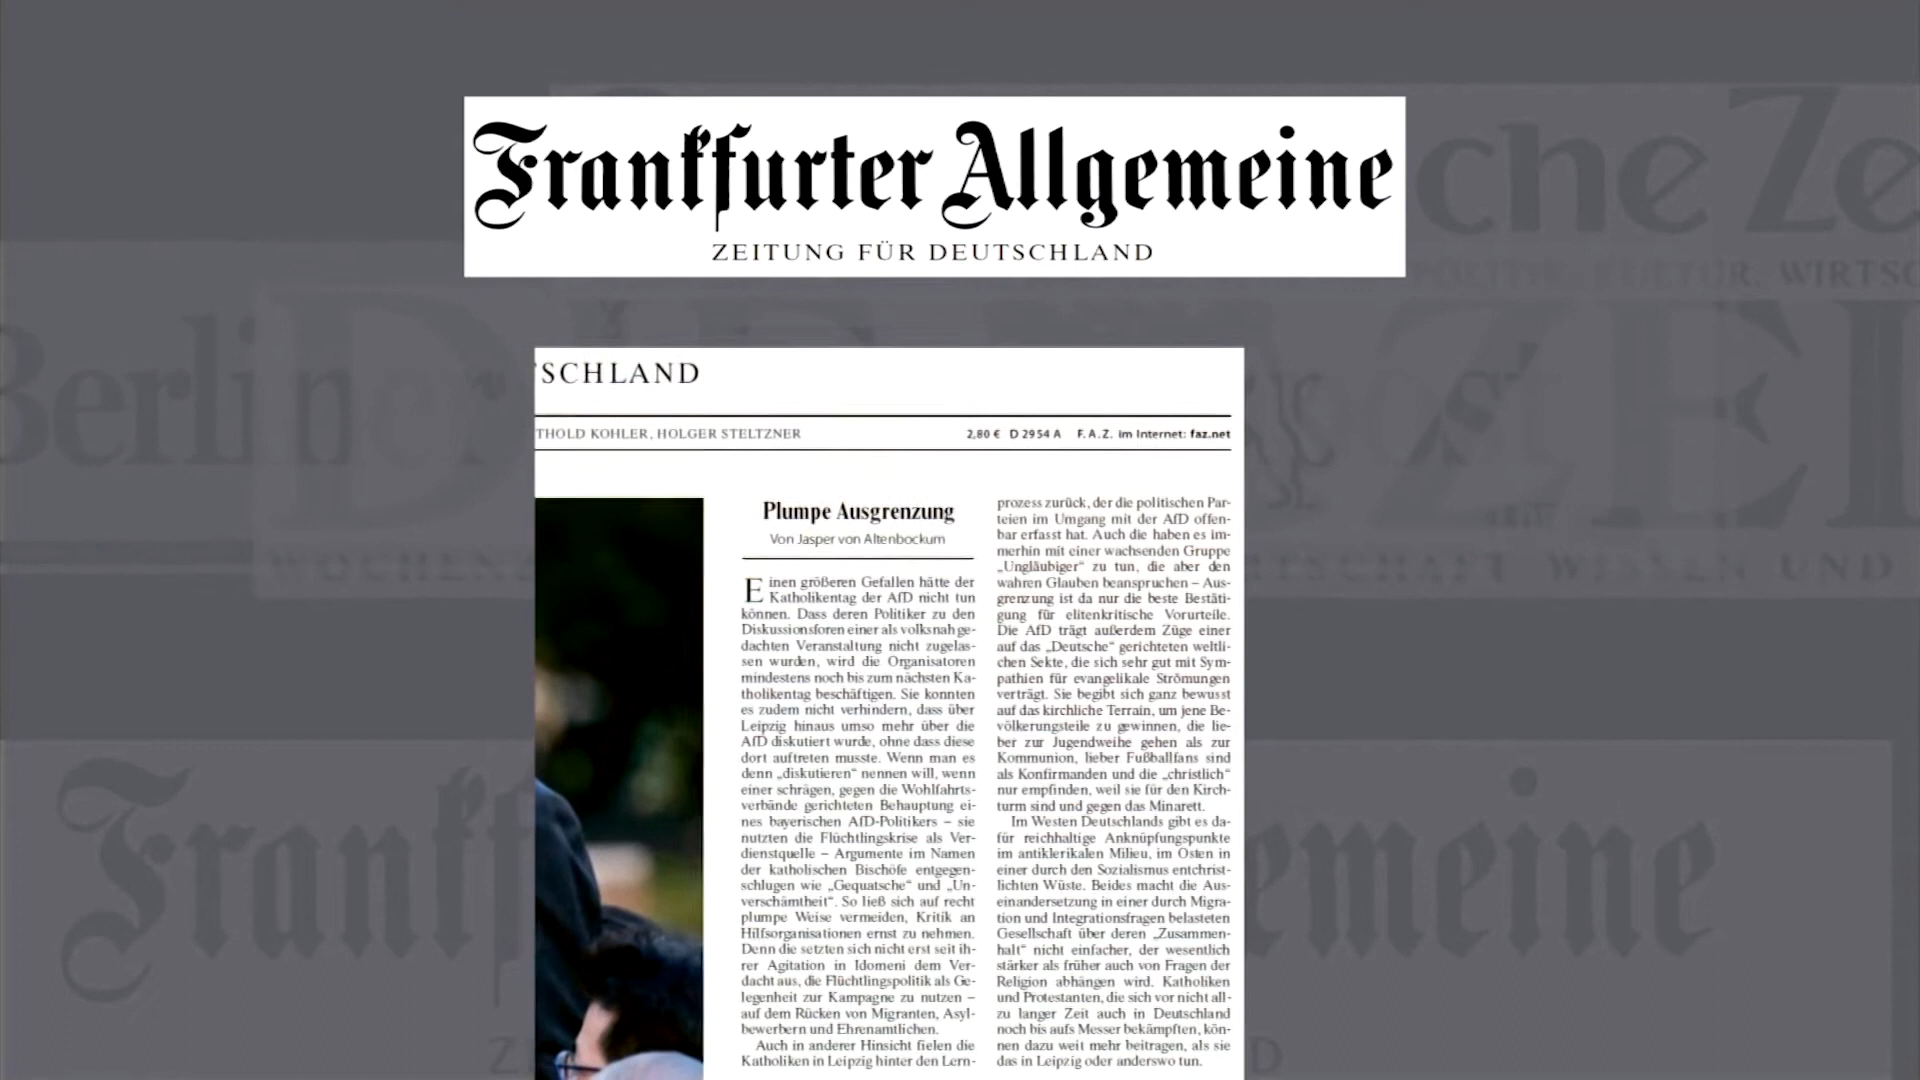 Frankfurter Allgemeine
ZEITUNG FÜR DEUTSCHLAND
che Ze
WIRTSC
Berliner
DIE ZEI
WISSEN UND
Frankf
emeine
'SCHLAND
THOLD KOHLER, HOLGER STELTZNER
2,80 € D 2954 A F.A.Z. im Internet: faz.net
Plumpe Ausgrenzung
Von Jasper von Altenbockum
Einen größeren Gefallen hätte der
Katholikentag der AfD nicht tun
können. Dass deren Politiker zu den
Diskussionsforen einer als volksnah ge-
dachten Veranstaltung nicht zugelas-
sen wurden, wird die Organisatoren
mindestens noch bis zum nächsten Ka-
tholikentag beschäftigen. Sie konnten
es zudem nicht verhindern, dass über
Leipzig hinaus umso mehr über die
AfD diskutiert wurde, ohne dass diese
dort auftreten musste. Wenn man es
denn „diskutieren“ nennen will, wenn
einer schrägen, gegen die Wohlfahrts-
verbände gerichteten Behauptung ei-
nes bayerischen AfD-Politikers – sie
nutzten die Flüchtlingskrise als Ver-
dienstquelle – Argumente im Namen
der katholischen Bischöfe entgegen-
schlugen wie „Gequatsche“ und „Un-
verschämtheit“. So ließ sich auf recht
plumpe Weise vermeiden, Kritik an
Hilfsorganisationen ernst zu nehmen.
Denn die setzten sich nicht erst seit ih-
rer Agitation in Idomeni dem Ver-
dacht aus, die Flüchtlingspolitik als Ge-
legenheit zur Kampagne zu nutzen –
auf dem Rücken von Migranten, Asyl-
bewerbern und Ehrenamtlichen.
Auch in anderer Hinsicht fielen die
Katholiken in Leipzig hinter den Lern-
prozess zurück, der die politischen Par-
teien im Umgang mit der AfD offen-
bar erfasst hat. Auch die haben es im-
merhin mit einer wachsenden Gruppe
„Ungläubiger“ zu tun, die aber den
wahren Glauben beanspruchen – Aus-
grenzung ist da nur die beste Bestäti-
gung für elitenkritische Vorurteile.
Die AfD trägt außerdem Züge einer
auf das „Deutsche“ gerichteten weltli-
chen Sekte, die sich sehr gut mit Sym-
pathien für evangelikale Strömungen
verträgt. Sie begibt sich ganz bewusst
auf das kirchliche Terrain, um jene Be-
völkerungsteile zu gewinnen, die lie-
ber zur Jugendweihe gehen als zur
Kommunion, lieber Fußballfans sind
als Konfirmanden und die „christlich“
nur empfinden, weil sie für den Kirch-
turm sind und gegen das Minarett.
Im Westen Deutschlands gibt es da-
für reichhaltige Anknüpfungspunkte
im antiklerikalen Milieu, im Osten in
einer durch den Sozialismus entchrist-
lichten Wüste. Beides macht die Aus-
einandersetzung in einer durch Migra-
tion und Integrationsfragen belasteten
Gesellschaft über deren „Zusammen-
halt“ nicht einfacher, der wesentlich
stärker als früher auch von Fragen der
Religion abhängen wird. Katholiken
und Protestanten, die sich vor nicht all-
zu langer Zeit auch in Deutschland
noch bis aufs Messer bekämpften, kön-
nen dazu weit mehr beitragen, als sie
das in Leipzig oder anderswo tun.